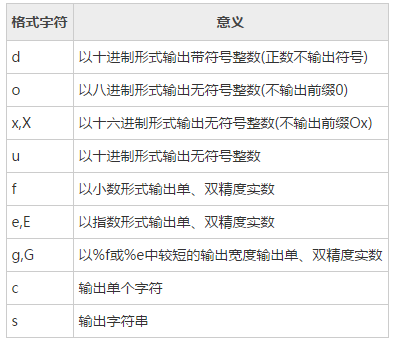 格式字符 意义
d 以十进制形式输出带符号整数(正数不输出符号)
o 以八进制形式输出无符号整数(不输出前缀0)
x,X 以十六进制形式输出无符号整数(不输出前缀Ox)
u 以十进制形式输出无符号整数
f 以小数形式输出单、双精度实数
e,E 以指数形式输出单、双精度实数
g,G 以%f或%e中较短的输出宽度输出单、双精度实数
c 输出单个字符
s 输出字符串